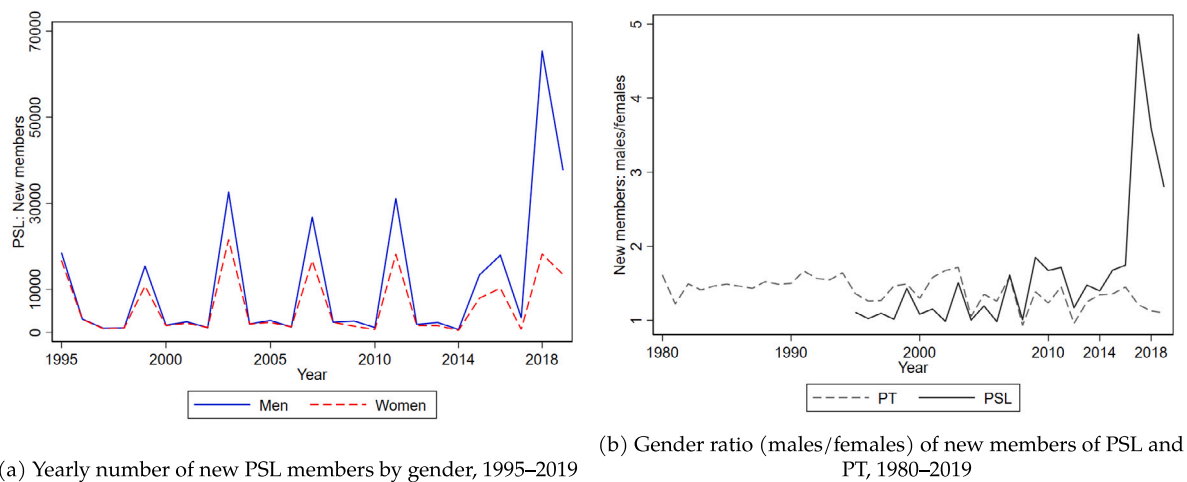 PSL: New members
70000
50000
30000
1000
0
1995
2000
2005
2010
2014
2018
Year
Men
Women
(a) Yearly number of new PSL members by gender, 1995–2019
New members: males/females
5
4
3
2
1
1980
1990
2000
2010
2014
2018
Year
PT
PSL
(b) Gender ratio (males/females) of new members of PSL and
PT, 1980–2019